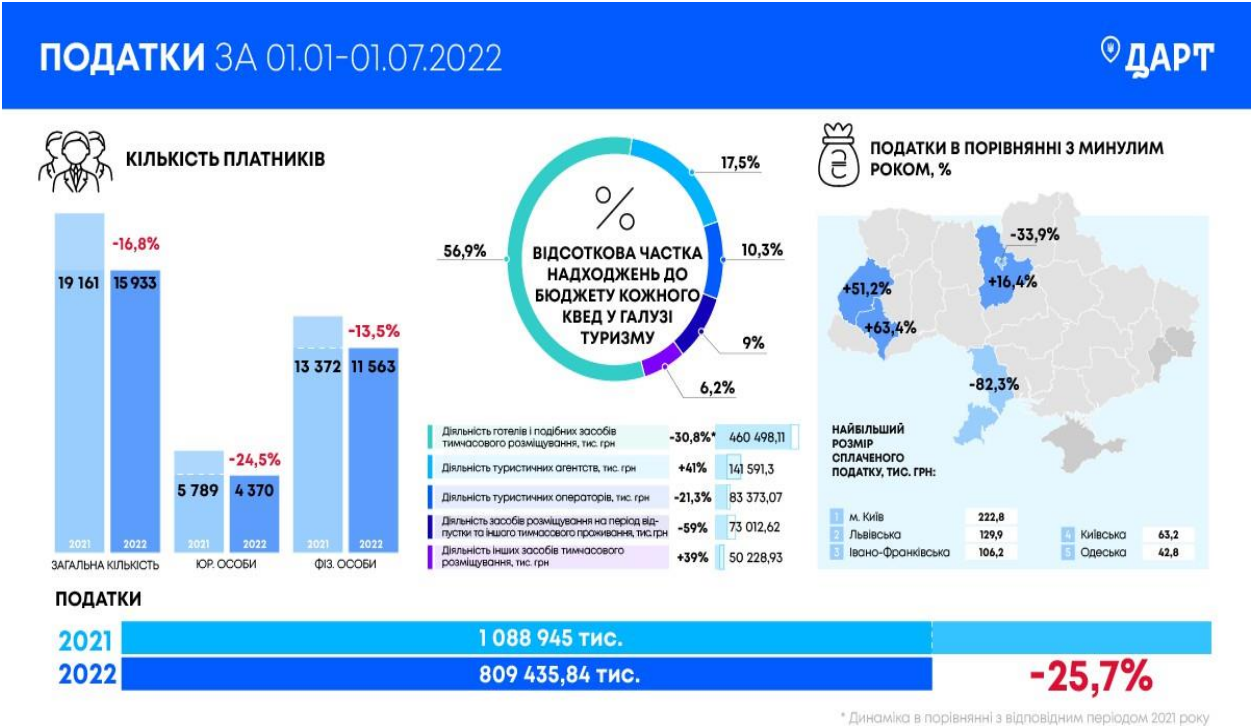 ПОДАТКИ ЗА 01.01-01.07.2022
ДАРТ
КІЛЬКІСТЬ ПЛАТНИКІВ
-16,8%
19 161
15 933
-24,5%
5 789
4 370
-13,5%
13 372
11 563
2021
2022
2021
2022
2021
2022
ЗАГАЛЬНА КІЛЬКІСТЬ
ЮР. ОСОБИ
ФІЗ. ОСОБИ
%
ВІДСОТКОВА ЧАСТКА
НАДХОДЖЕНЬ ДО
БЮДЖЕТУ КОЖНОГО
КВЕД У ГАЛУЗІ
ТУРИЗМУ
56,9%
17,5%
10,3%
9%
6,2%
Діяльність готелів і подібних засобів
тимчасового розміщування, тис. грн
-30,8%*
460 498,11
Діяльність туристичних агентств, тис. грн
+41%
141 591,3
Діяльність туристичних операторів, тис. грн
-21,3%
83 373,07
Діяльність засобів розміщування на період від-
пустки та іншого тимчасового проживання, тис.грн
-59%
73 012,62
Діяльність інших засобів тимчасового
розміщування, тис. грн
+39%
50 228,93
ПОДАТКИ В ПОРІВНЯННІ З МИНУЛИМ
РОКОМ, %
-33,9%
+16,4%
+51,2%
+63,4%
-82,3%
НАЙБІЛЬШИЙ
РОЗМІР
СПЛАЧЕНОГО
ПОДАТКУ, ТИС. ГРН:
1 м. Київ 222,8
2 Львівська 129,9
3 Івано-Франківська 106,2
4 Київська 63,2
5 Одеська 42,8
ПОДАТКИ
2021
1 088 945 тис.
2022
809 435,84 тис.
-25,7%
* Динаміка в порівнянні з відповідним періодом 2021 року